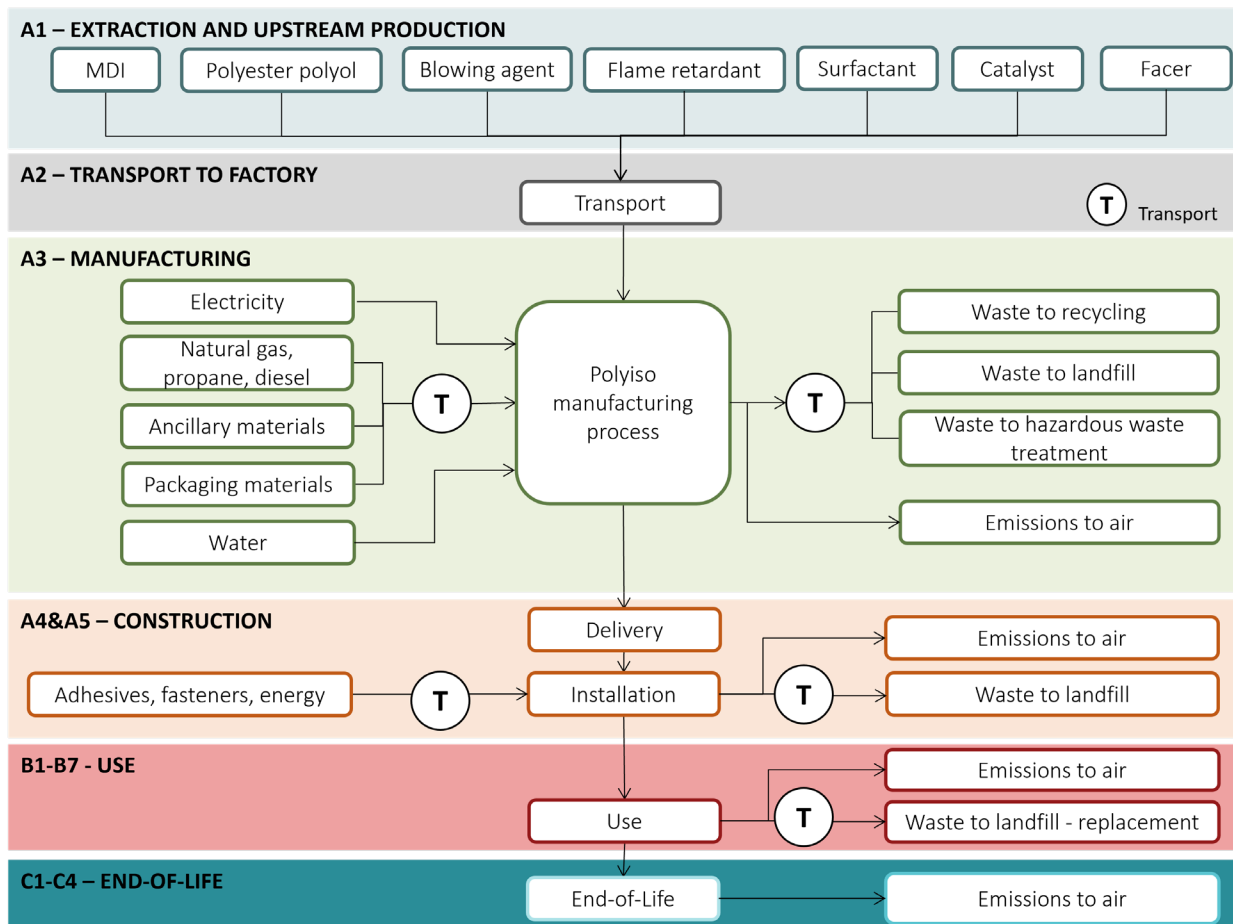 A1 – EXTRACTION AND UPSTREAM PRODUCTION
MDI
Polyester polyol
Blowing agent
Flame retardant
Surfactant
Catalyst
Facer
A2 – TRANSPORT TO FACTORY
Transport
T
Transport
A3 – MANUFACTURING
Electricity
Natural gas,
propane, diesel
Ancillary materials
Packaging materials
Water
T
Polyiso
manufacturing
process
T
Waste to recycling
Waste to landfill
Waste to hazardous waste
treatment
Emissions to air
A4&A5 – CONSTRUCTION
Delivery
Emissions to air
Adhesives, fasteners, energy
T
Installation
T
Waste to landfill
B1-B7 - USE
Emissions to air
Use
T
Waste to landfill - replacement
C1-C4 – END-OF-LIFE
End-of-Life
Emissions to air